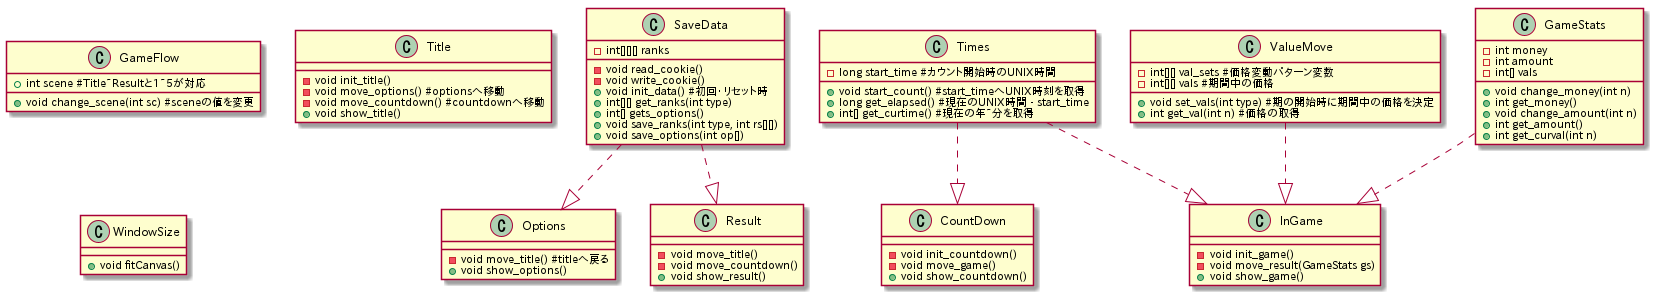 GameFlow
int scene #Title~Resultと1~5が対応
void change_scene(int sc) #sceneの値を変更
Title
void init_title()
void move_options() #optionsへ移動
void move_countdown() #countdownへ移動
void show_title()
SaveData
int[][][] ranks
void read_cookie()
void write_cookie()
void init_data() #初回・リセット時
int[][] get_ranks(int type)
int[] gets_options()
void save_ranks(int type, int rs[][])
void save_options(int op[])
Times
long start_time #カウント開始時のUNIX時間
void start_count() #start_timeへUNIX時刻を取得
long get_elapsed() #現在のUNIX時間 - start_time
int[] get_curtime() #現在の年~分を取得
ValueMove
int[][] val_sets #価格変動パターン変数
int[][] vals #期間中の価格
void set_vals(int type) #期の開始時に期間中の価格を決定
int get_val(int n) #価格の取得
GameStats
int money
int amount
int[] vals
void change_money(int n)
int get_money()
void change_amount(int n)
int get_amount()
int get_curval(int n)
WindowSize
void fitCanvas()
Options
void move_title() #titleへ戻る
void show_options()
Result
void move_title()
void move_countdown()
void show_result()
CountDown
void init_countdown()
void move_game()
void show_countdown()
InGame
void init_game()
void move_result(GameStats gs)
void show_game()